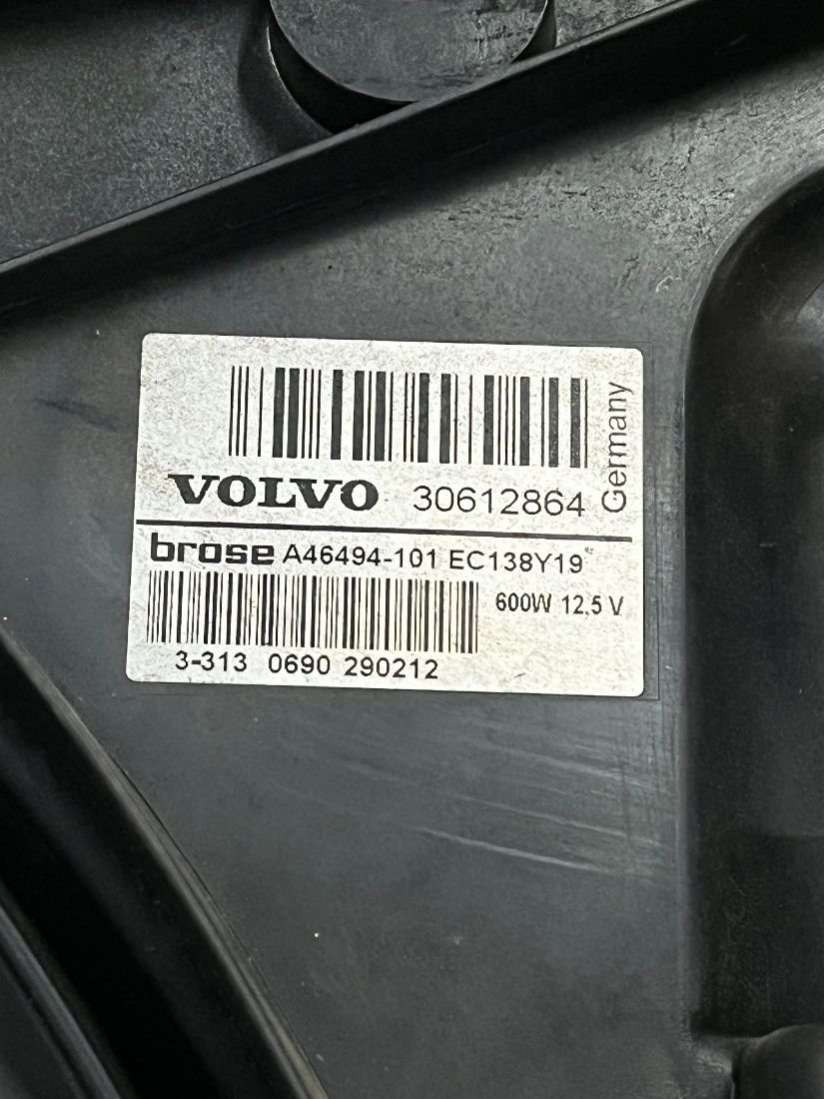 VOLVO 30612864
Germany
brose A46494-101 EC138Y19
600W 12,5 V
3-313 0690 290212